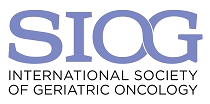 SIOG
INTERNATIONAL SOCIETY
OF GERIATRIC ONCOLOGY